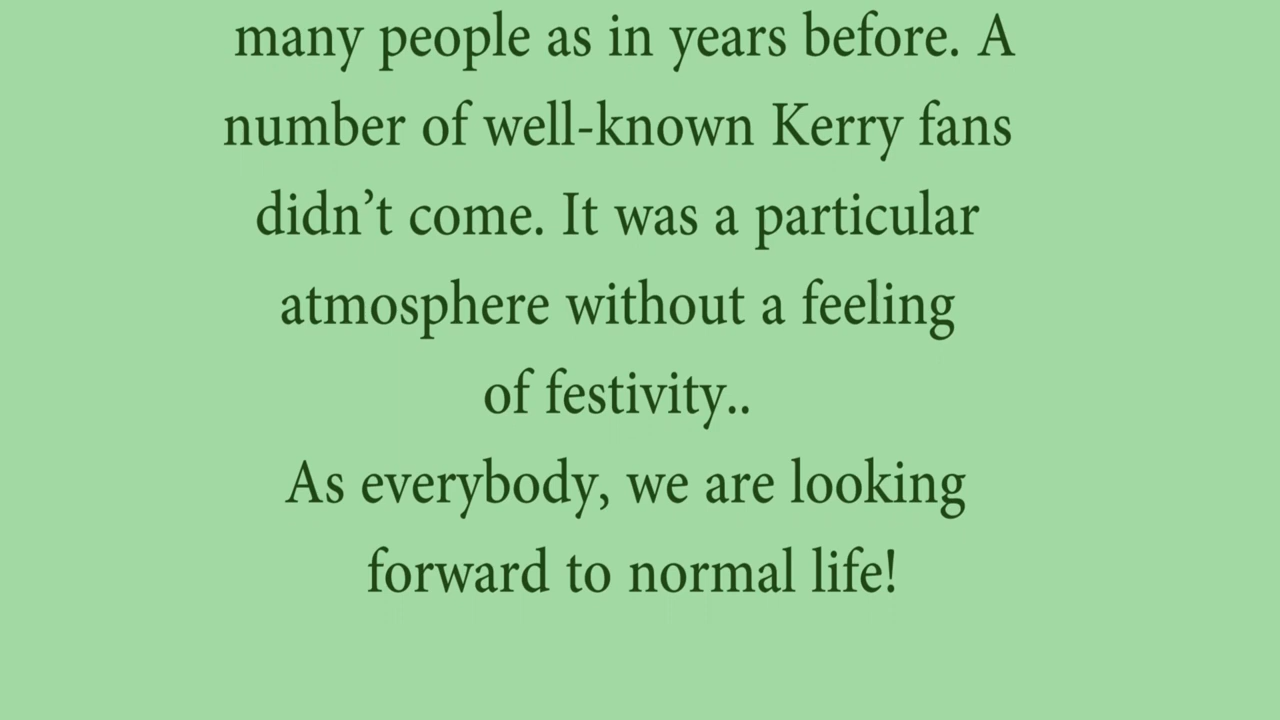 many people as in years before. A
number of well-known Kerry fans
didn’t come. It was a particular
atmosphere without a feeling
of festivity..
As everybody, we are looking
forward to normal life!